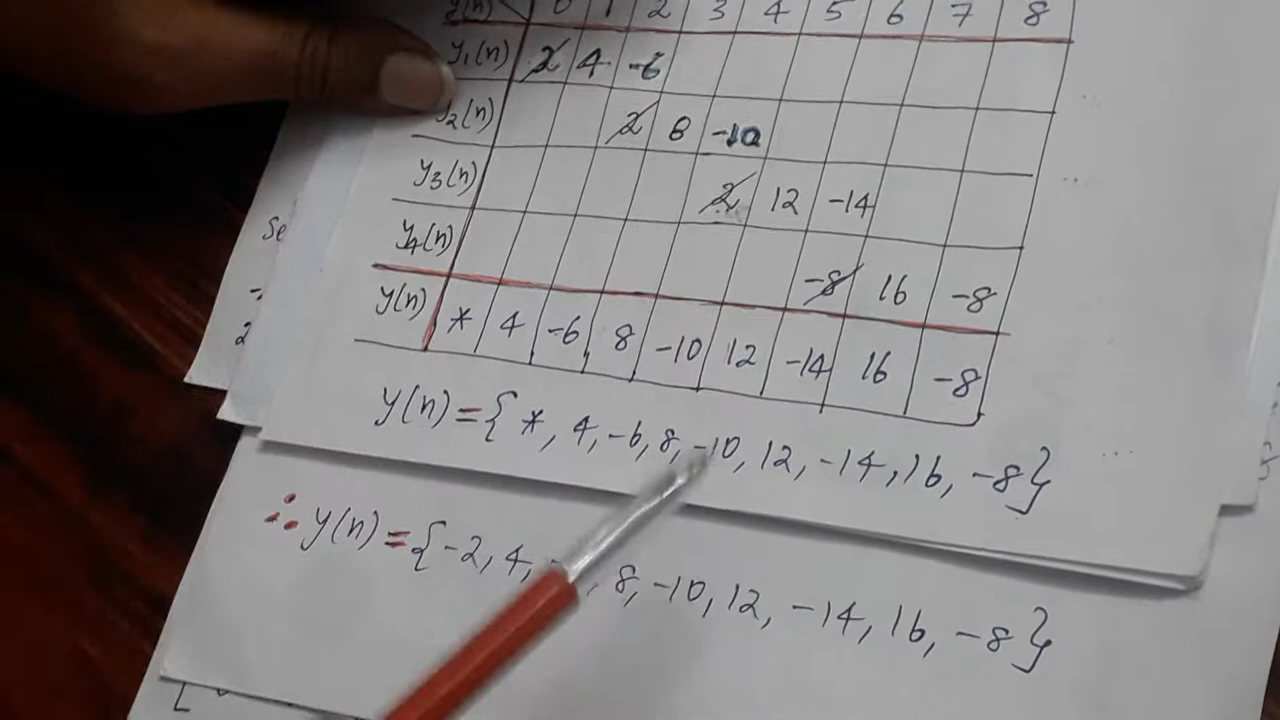 y(n) 0 1 2 3 4 5 6 7 8
y₁(n) 2 4 -6
y₂(n) 2 8 -10
y₃(n) 2 12 -14
y₄(n) -8 16 -8
y(n) * 4 -6 8 -10 12 -14 16 -8
y(n)={*, 4, -6, 8, -10, 12, -14, 16, -8}
∴ y(n)={-2, 4, , 8, -10, 12, -14, 16, -8}
Se
2